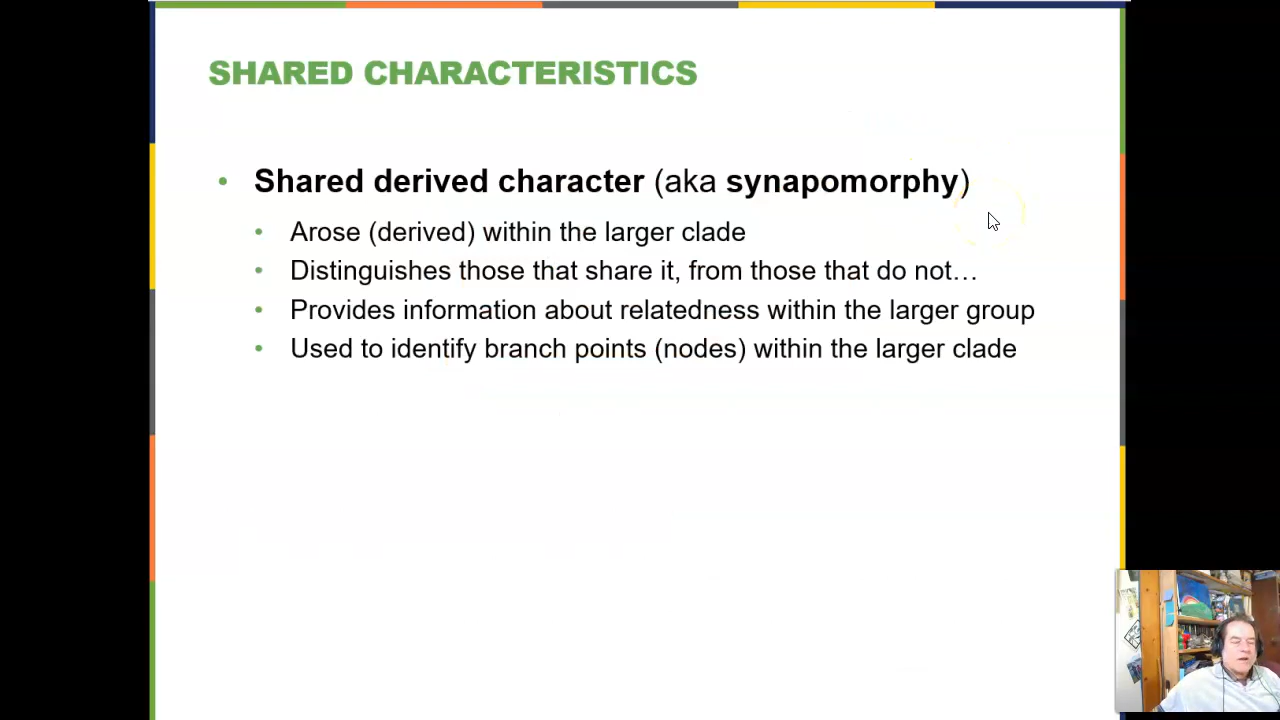 SHARED CHARACTERISTICS
• Shared derived character (aka synapomorphy)
• Arose (derived) within the larger clade
• Distinguishes those that share it, from those that do not…
• Provides information about relatedness within the larger group
• Used to identify branch points (nodes) within the larger clade